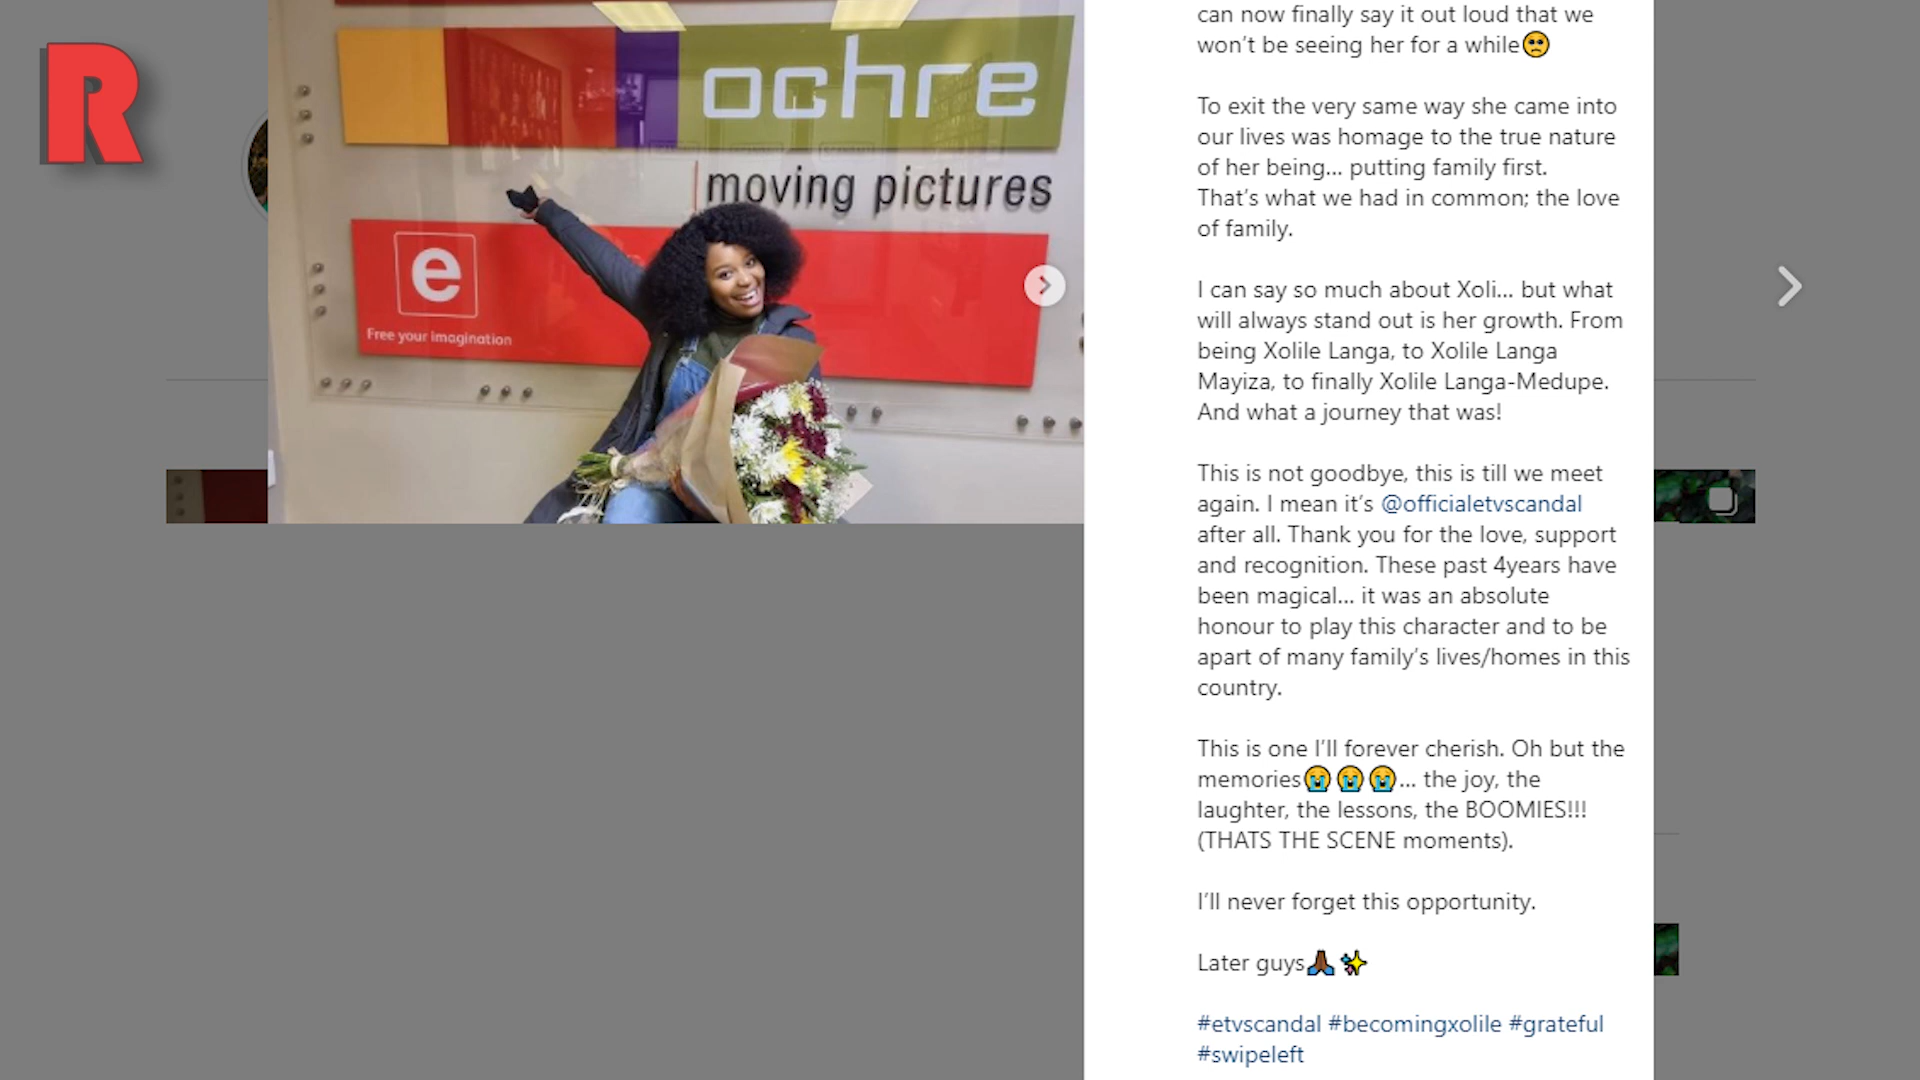 R
ochre
moving pictures
e
Free your imagination
can now finally say it out loud that we
won't be seeing her for a while🥺
To exit the very same way she came into
our lives was homage to the true nature
of her being... putting family first.
That's what we had in common; the love
of family.
I can say so much about Xoli... but what
will always stand out is her growth. From
being Xolile Langa, to Xolile Langa
Mayiza, to finally Xolile Langa-Medupe.
And what a journey that was!
This is not goodbye, this is till we meet
again. I mean it's @officialetvscandal
after all. Thank you for the love, support
and recognition. These past 4years have
been magical... it was an absolute
honour to play this character and to be
apart of many family's lives/homes in this
country.
This is one I'll forever cherish. Oh but the
memories😭😭😭... the joy, the
laughter, the lessons, the BOOMIES!!!
(THATS THE SCENE moments).
I'll never forget this opportunity.
Later guys🙏🏾✨
#etvscandal #becomingxolile #grateful
#swipeleft